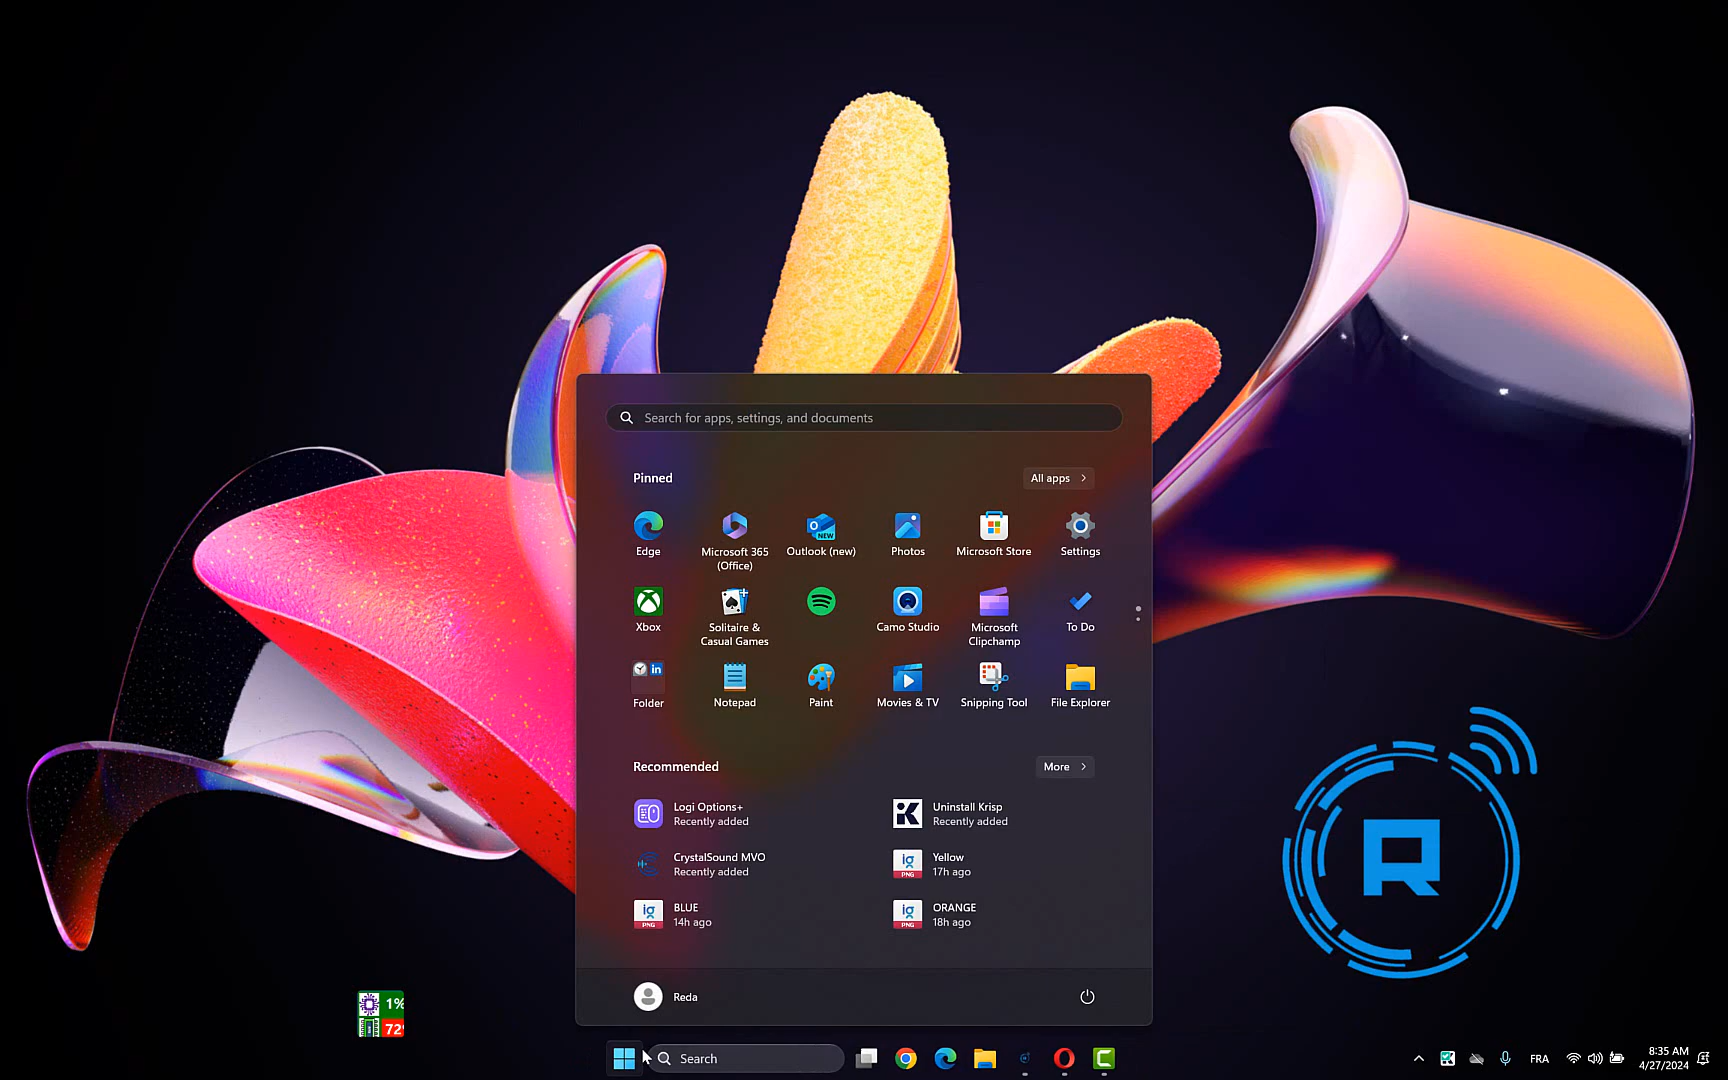 Search for apps, settings, and documents
Pinned
All apps
Edge
Microsoft 365
(Office)
Outlook (new)
Photos
Microsoft Store
Settings
Xbox
Solitaire &
Casual Games
Camo Studio
Microsoft
Clipchamp
To Do
Folder
Notepad
Paint
Movies & TV
Snipping Tool
File Explorer
Recommended
More
Logi Options+
Recently added
Uninstall Krisp
Recently added
CrystalSound MVO
Recently added
Yellow
17h ago
BLUE
14h ago
ORANGE
18h ago
Reda
R
1%
72
Search
FRA
8:35 AM
4/27/2024